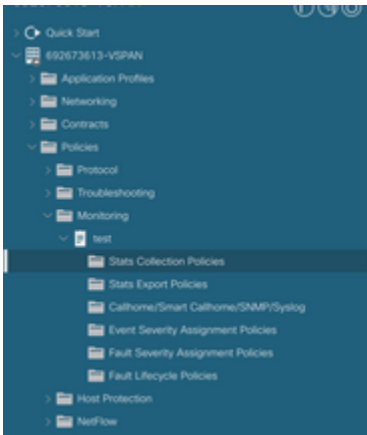 Quick Start
692673613-VSPAN
Application Profiles
Networking
Contracts
Policies
Protocol
Troubleshooting
Monitoring
test
Stats Collection Policies
Stats Export Policies
Callhome/Smart Callhome/SNMP/Syslog
Event Severity Assignment Policies
Fault Severity Assignment Policies
Fault Lifecycle Policies
Host Protection
NetFlow